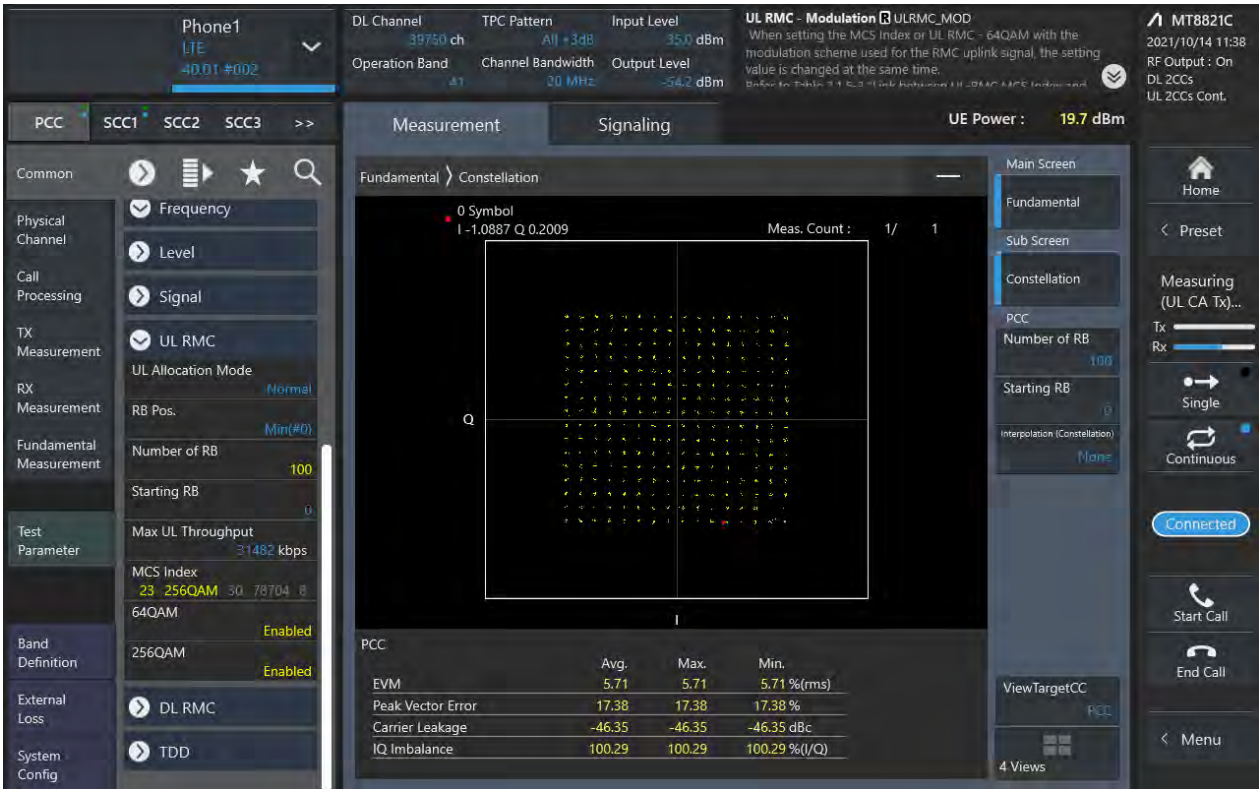 Phone1
LTE
40.01 #002
DL Channel
39750 ch
Operation Band
41
TPC Pattern
All +3dB
Channel Bandwidth
20 MHz
Input Level
35.0 dBm
Output Level
-54.2 dBm
UL RMC - Modulation R ULRMC_MOD
When setting the MCS Index or UL RMC - 64QAM with the
modulation scheme used for the RMC uplink signal, the setting
value is changed at the same time.
MT8821C
2021/10/14 11:38
RF Output : On
DL 2CCs
UL 2CCs Cont.
PCC SCC1 SCC2 SCC3 >>
Measurement Signaling
UE Power : 19.7 dBm
Common
Physical
Channel
Call
Processing
TX
Measurement
RX
Measurement
Fundamental
Measurement
Test
Parameter
Band
Definition
External
Loss
System
Config
Frequency
Level
Signal
UL RMC
UL Allocation Mode
Normal
RB Pos.
Min(#0)
Number of RB
100
Starting RB
0
Max UL Throughput
31482 kbps
MCS Index
23 256QAM 30 78704 8
64QAM
Enabled
256QAM
Enabled
DL RMC
TDD
Fundamental 〉 Constellation
0 Symbol
I -1.0887 Q 0.2009
Meas. Count : 1/ 1
Q
I
PCC
Avg. Max. Min.
EVM 5.71 5.71 5.71 %(rms)
Peak Vector Error 17.38 17.38 17.38 %
Carrier Leakage -46.35 -46.35 -46.35 dBc
IQ Imbalance 100.29 100.29 100.29 %(I/Q)
Main Screen
Fundamental
Sub Screen
Constellation
PCC
Number of RB
100
Starting RB
0
Interpolation (Constellation)
None
ViewTargetCC
PCC
4 Views
Home
< Preset
Measuring
(UL CA Tx)...
Tx
Rx
Single
Continuous
Connected
Start Call
End Call
< Menu